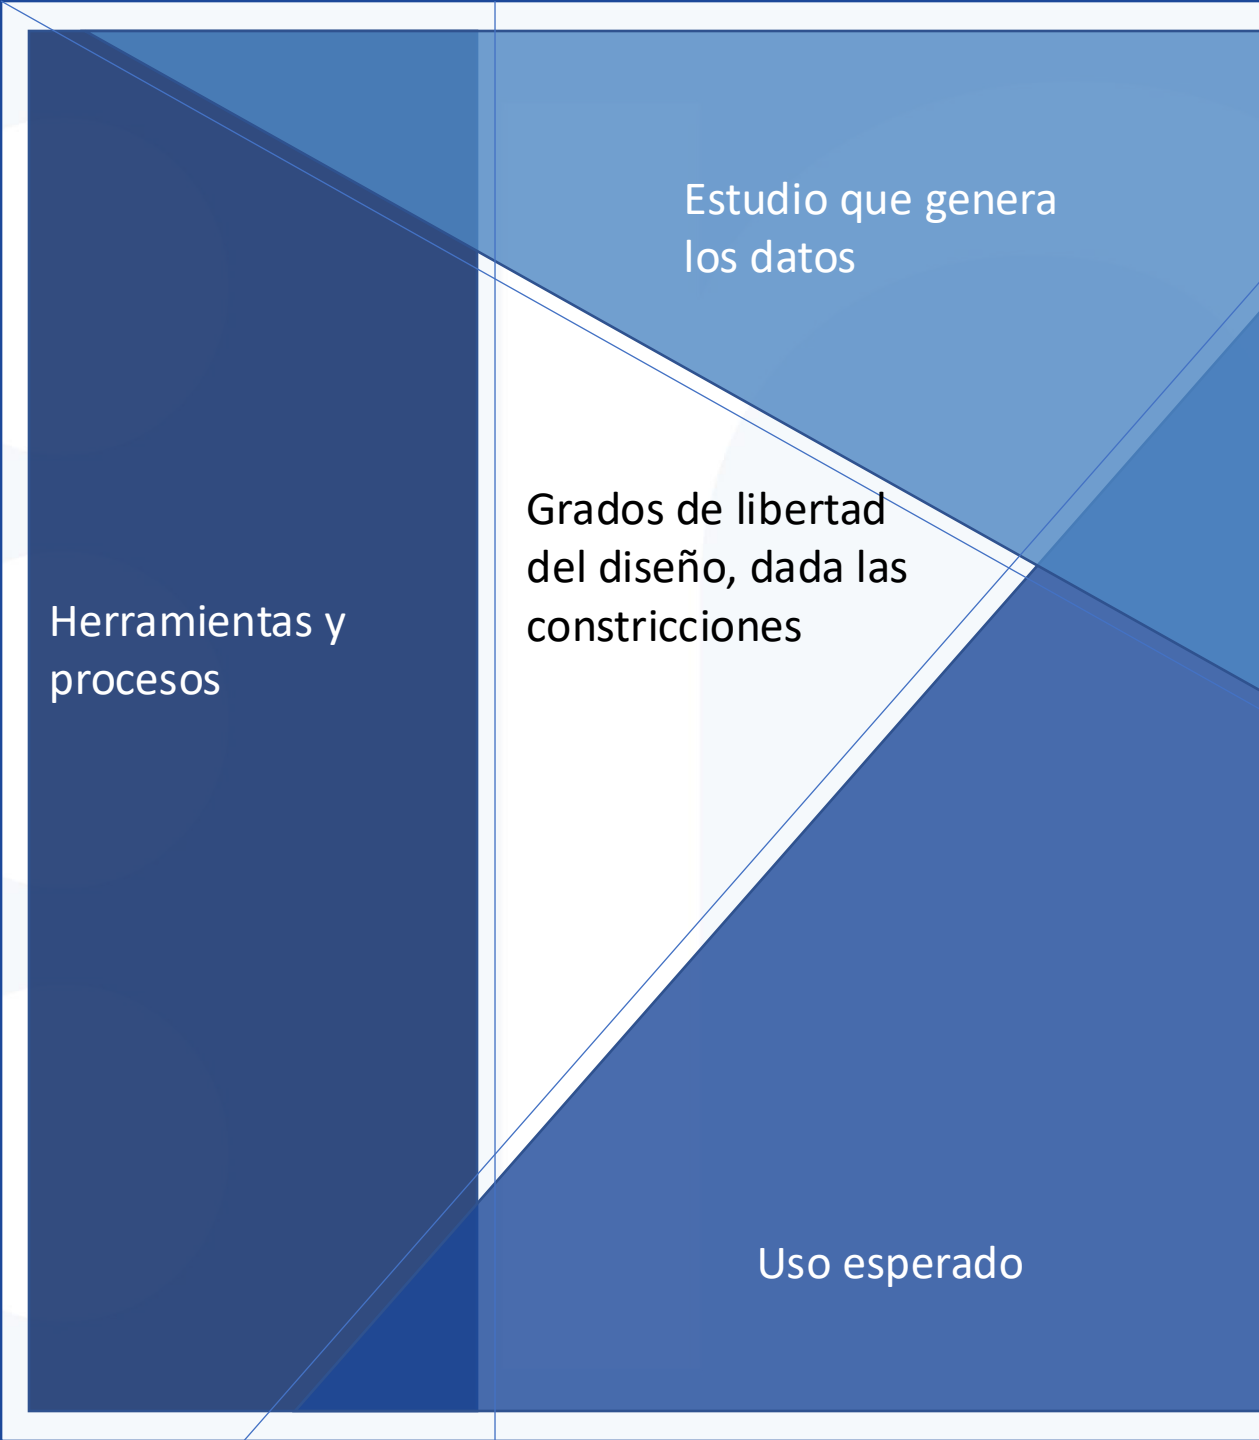 Estudio que genera
los datos
Grados de libertad
del diseño, dada las
constricciones
Herramientas y
procesos
Uso esperado